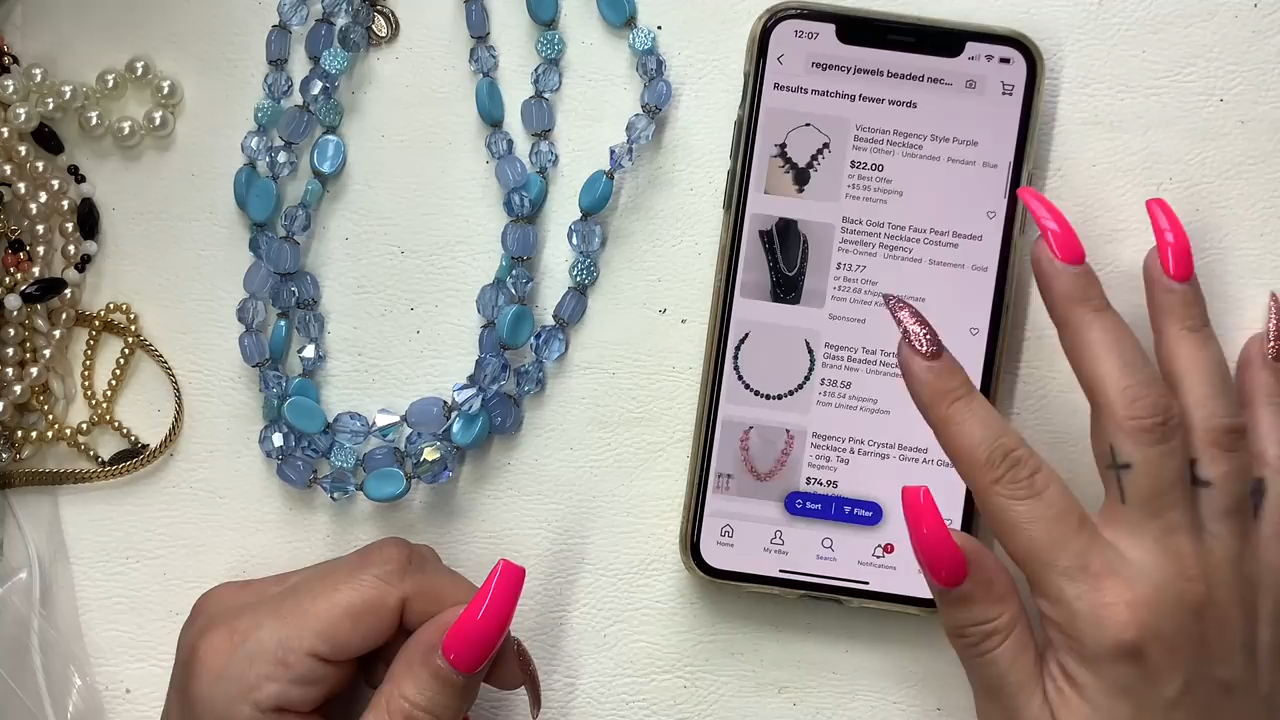 12:07
regency jewels beaded nec...
Results matching fewer words
Victorian Regency Style Purple
Beaded Necklace
New (Other) · Unbranded · Pendant · Blue
$22.00
or Best Offer
+$5.95 shipping
Free returns
Black Gold Tone Faux Pearl Beaded
Statement Necklace Costume
Jewellery Regency
Pre-Owned · Unbranded · Statement · Gold
$13.77
or Best Offer
+$22.68 shipping estimate
from United
Sponsored
Regency Teal
Glass Beaded
Brand New ·
$38.58
+$16.54 shipping
from United Kingdom
Regency Pink Crystal Beaded
Necklace & Earrings - Givre Art Glas
- orig. Tag
Regency
$74.95
Sort
Filter
Home
My eBay
Search
Notifications
1